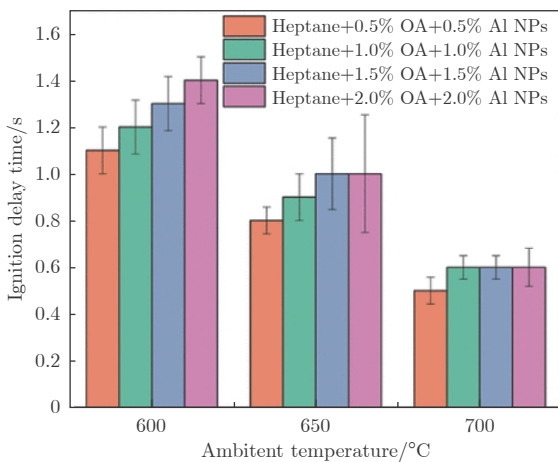 Heptane+0.5% OA+0.5% Al NPs
Heptane+1.0% OA+1.0% Al NPs
Heptane+1.5% OA+1.5% Al NPs
Heptane+2.0% OA+2.0% Al NPs
Ignition delay time/s
1.6
1.4
1.2
1.0
0.8
0.6
0.4
0.2
0
600
650
700
Ambitent temperature/°C